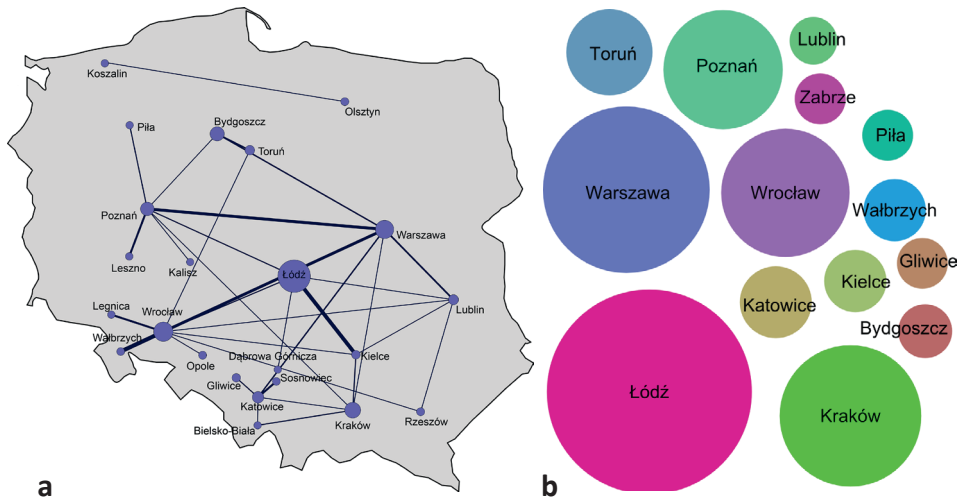 Koszalin
Olsztyn
Piła
Bydgoszcz
Toruń
Poznań
Warszawa
Leszno
Kalisz
Łódź
Legnica
Wrocław
Lublin
Wałbrzych
Opole
Dąbrowa Górnicza
Kielce
Gliwice
Sosnowiec
Katowice
Bielsko-Biała
Kraków
Rzeszów
a
Toruń
Poznań
Lublin
Zabrze
Piła
Warszawa
Wrocław
Wałbrzych
Gliwice
Kielce
Katowice
Bydgoszcz
Łódź
Kraków
b